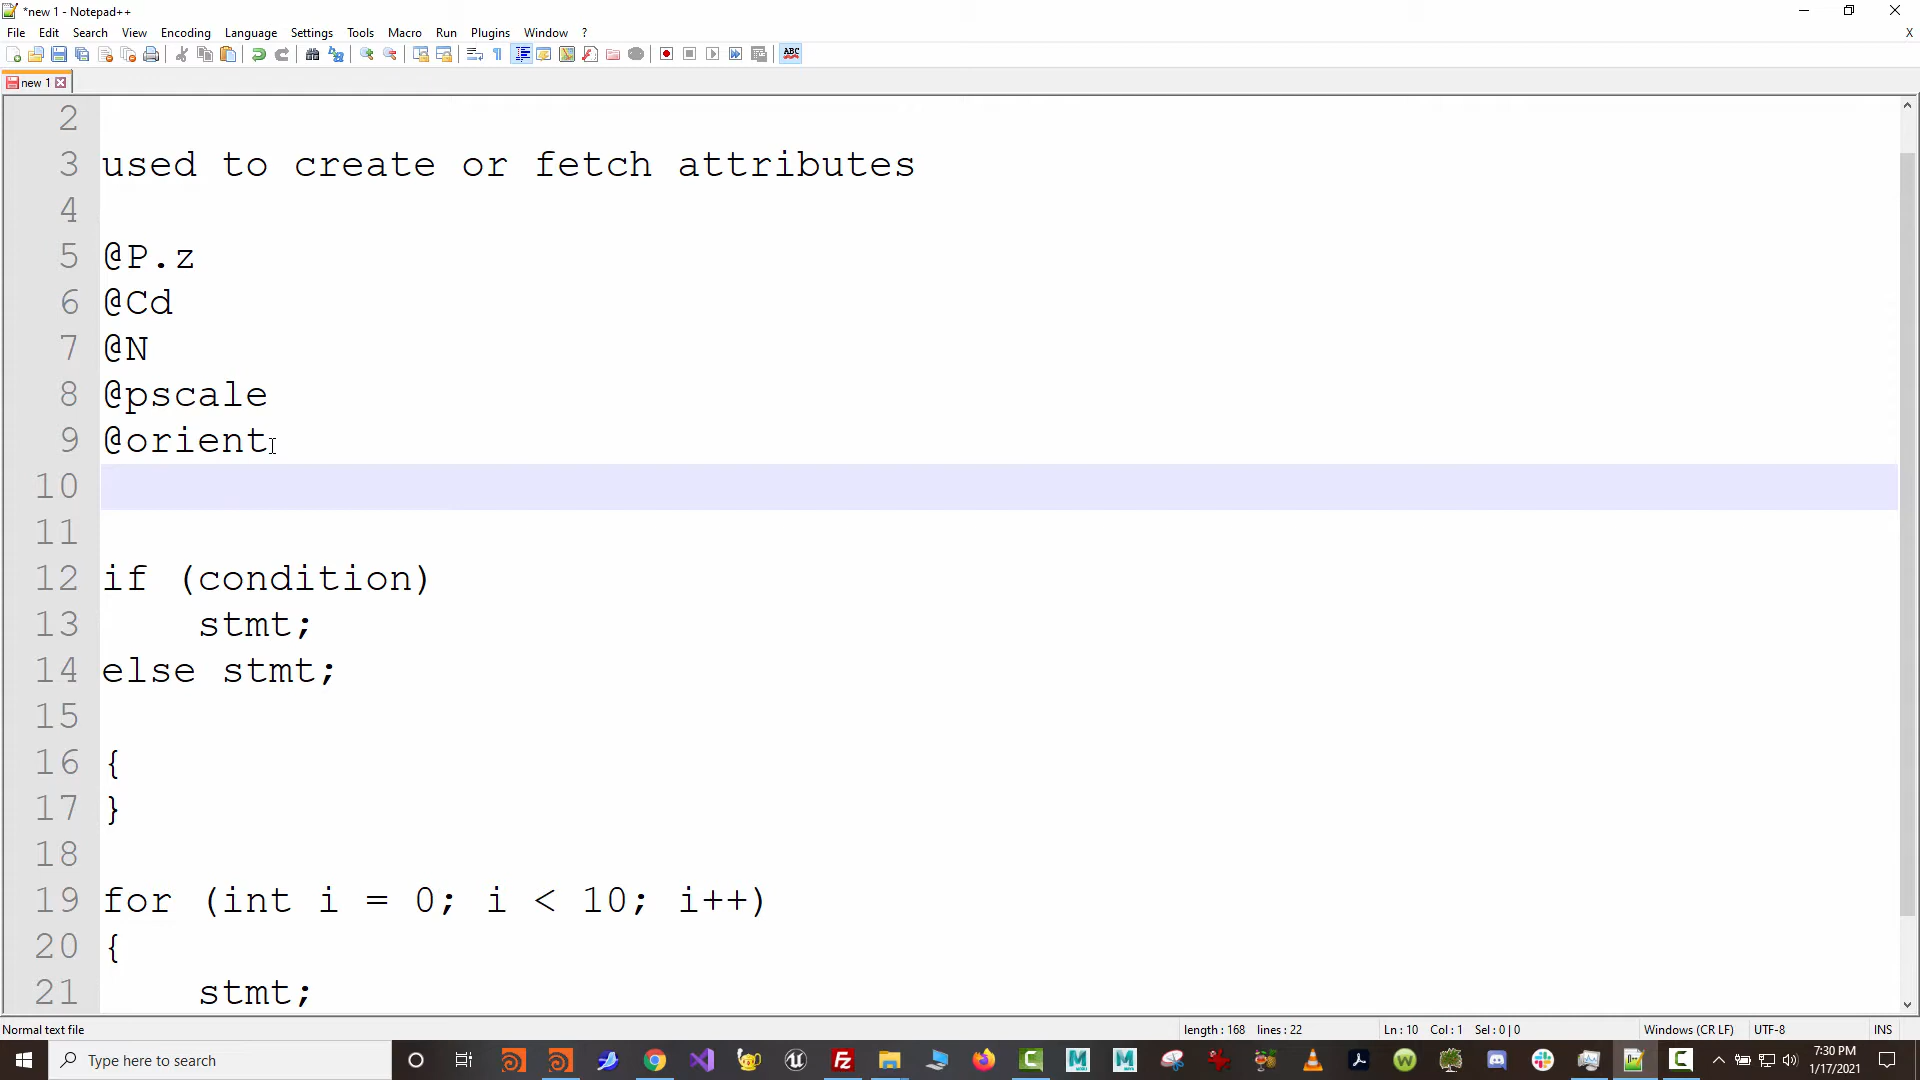 *new 1 - Notepad++
File Edit Search View Encoding Language Settings Tools Macro Run Plugins Window ? X
new 1
2
3 used to create or fetch attributes
4
5 @P.z
6 @Cd
7 @N
8 @pscale
9 @orient
10
11
12 if (condition)
13 stmt;
14 else stmt;
15
16 {
17 }
18
19 for (int i = 0; i < 10; i++)
20 {
21 stmt;
Normal text file length : 168 lines : 22 Ln : 10 Col : 1 Sel : 0 | 0 Windows (CR LF) UTF-8 INS
Type here to search
7:30 PM
1/17/2021